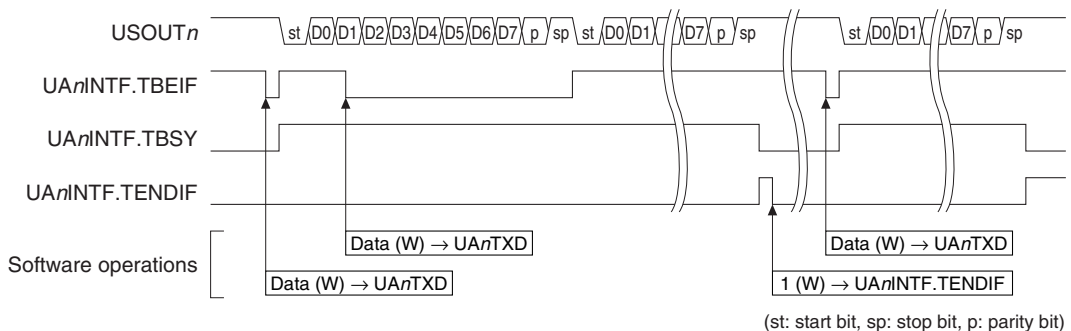 USOUTn st D0 D1 D2 D3 D4 D5 D6 D7 p sp st D0 D1 D7 p sp st D0 D1 D7 p sp
UAnINTF.TBEIF
UAnINTF.TBSY
UAnINTF.TENDIF
Software operations
Data (W) → UAnTXD Data (W) → UAnTXD
Data (W) → UAnTXD 1 (W) → UAnINTF.TENDIF
(st: start bit, sp: stop bit, p: parity bit)